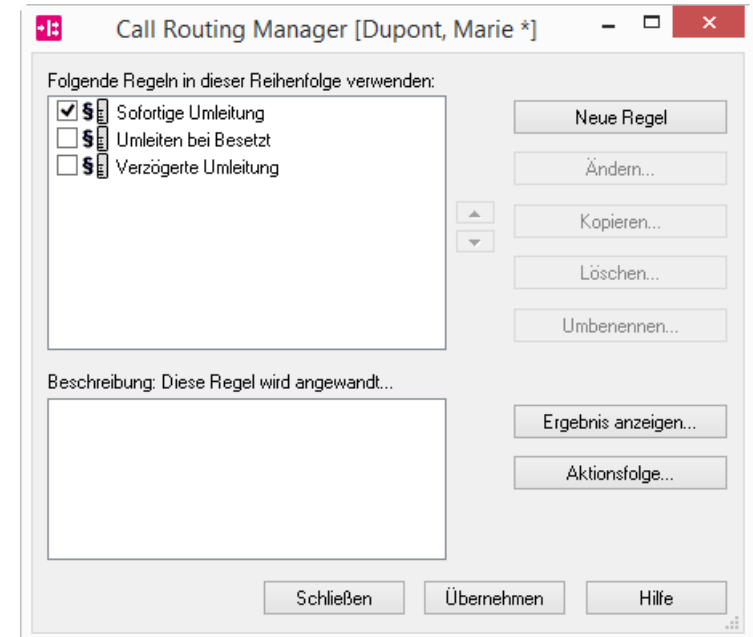 Call Routing Manager [Dupont, Marie *]
Folgende Regeln in dieser Reihenfolge verwenden:
§ Sofortige Umleitung
§ Umleiten bei Besetzt
§ Verzögerte Umleitung
Neue Regel
Ändern...
Kopieren...
Löschen...
Umbenennen...
Beschreibung: Diese Regel wird angewandt...
Ergebnis anzeigen...
Aktionsfolge...
Schließen
Übernehmen
Hilfe